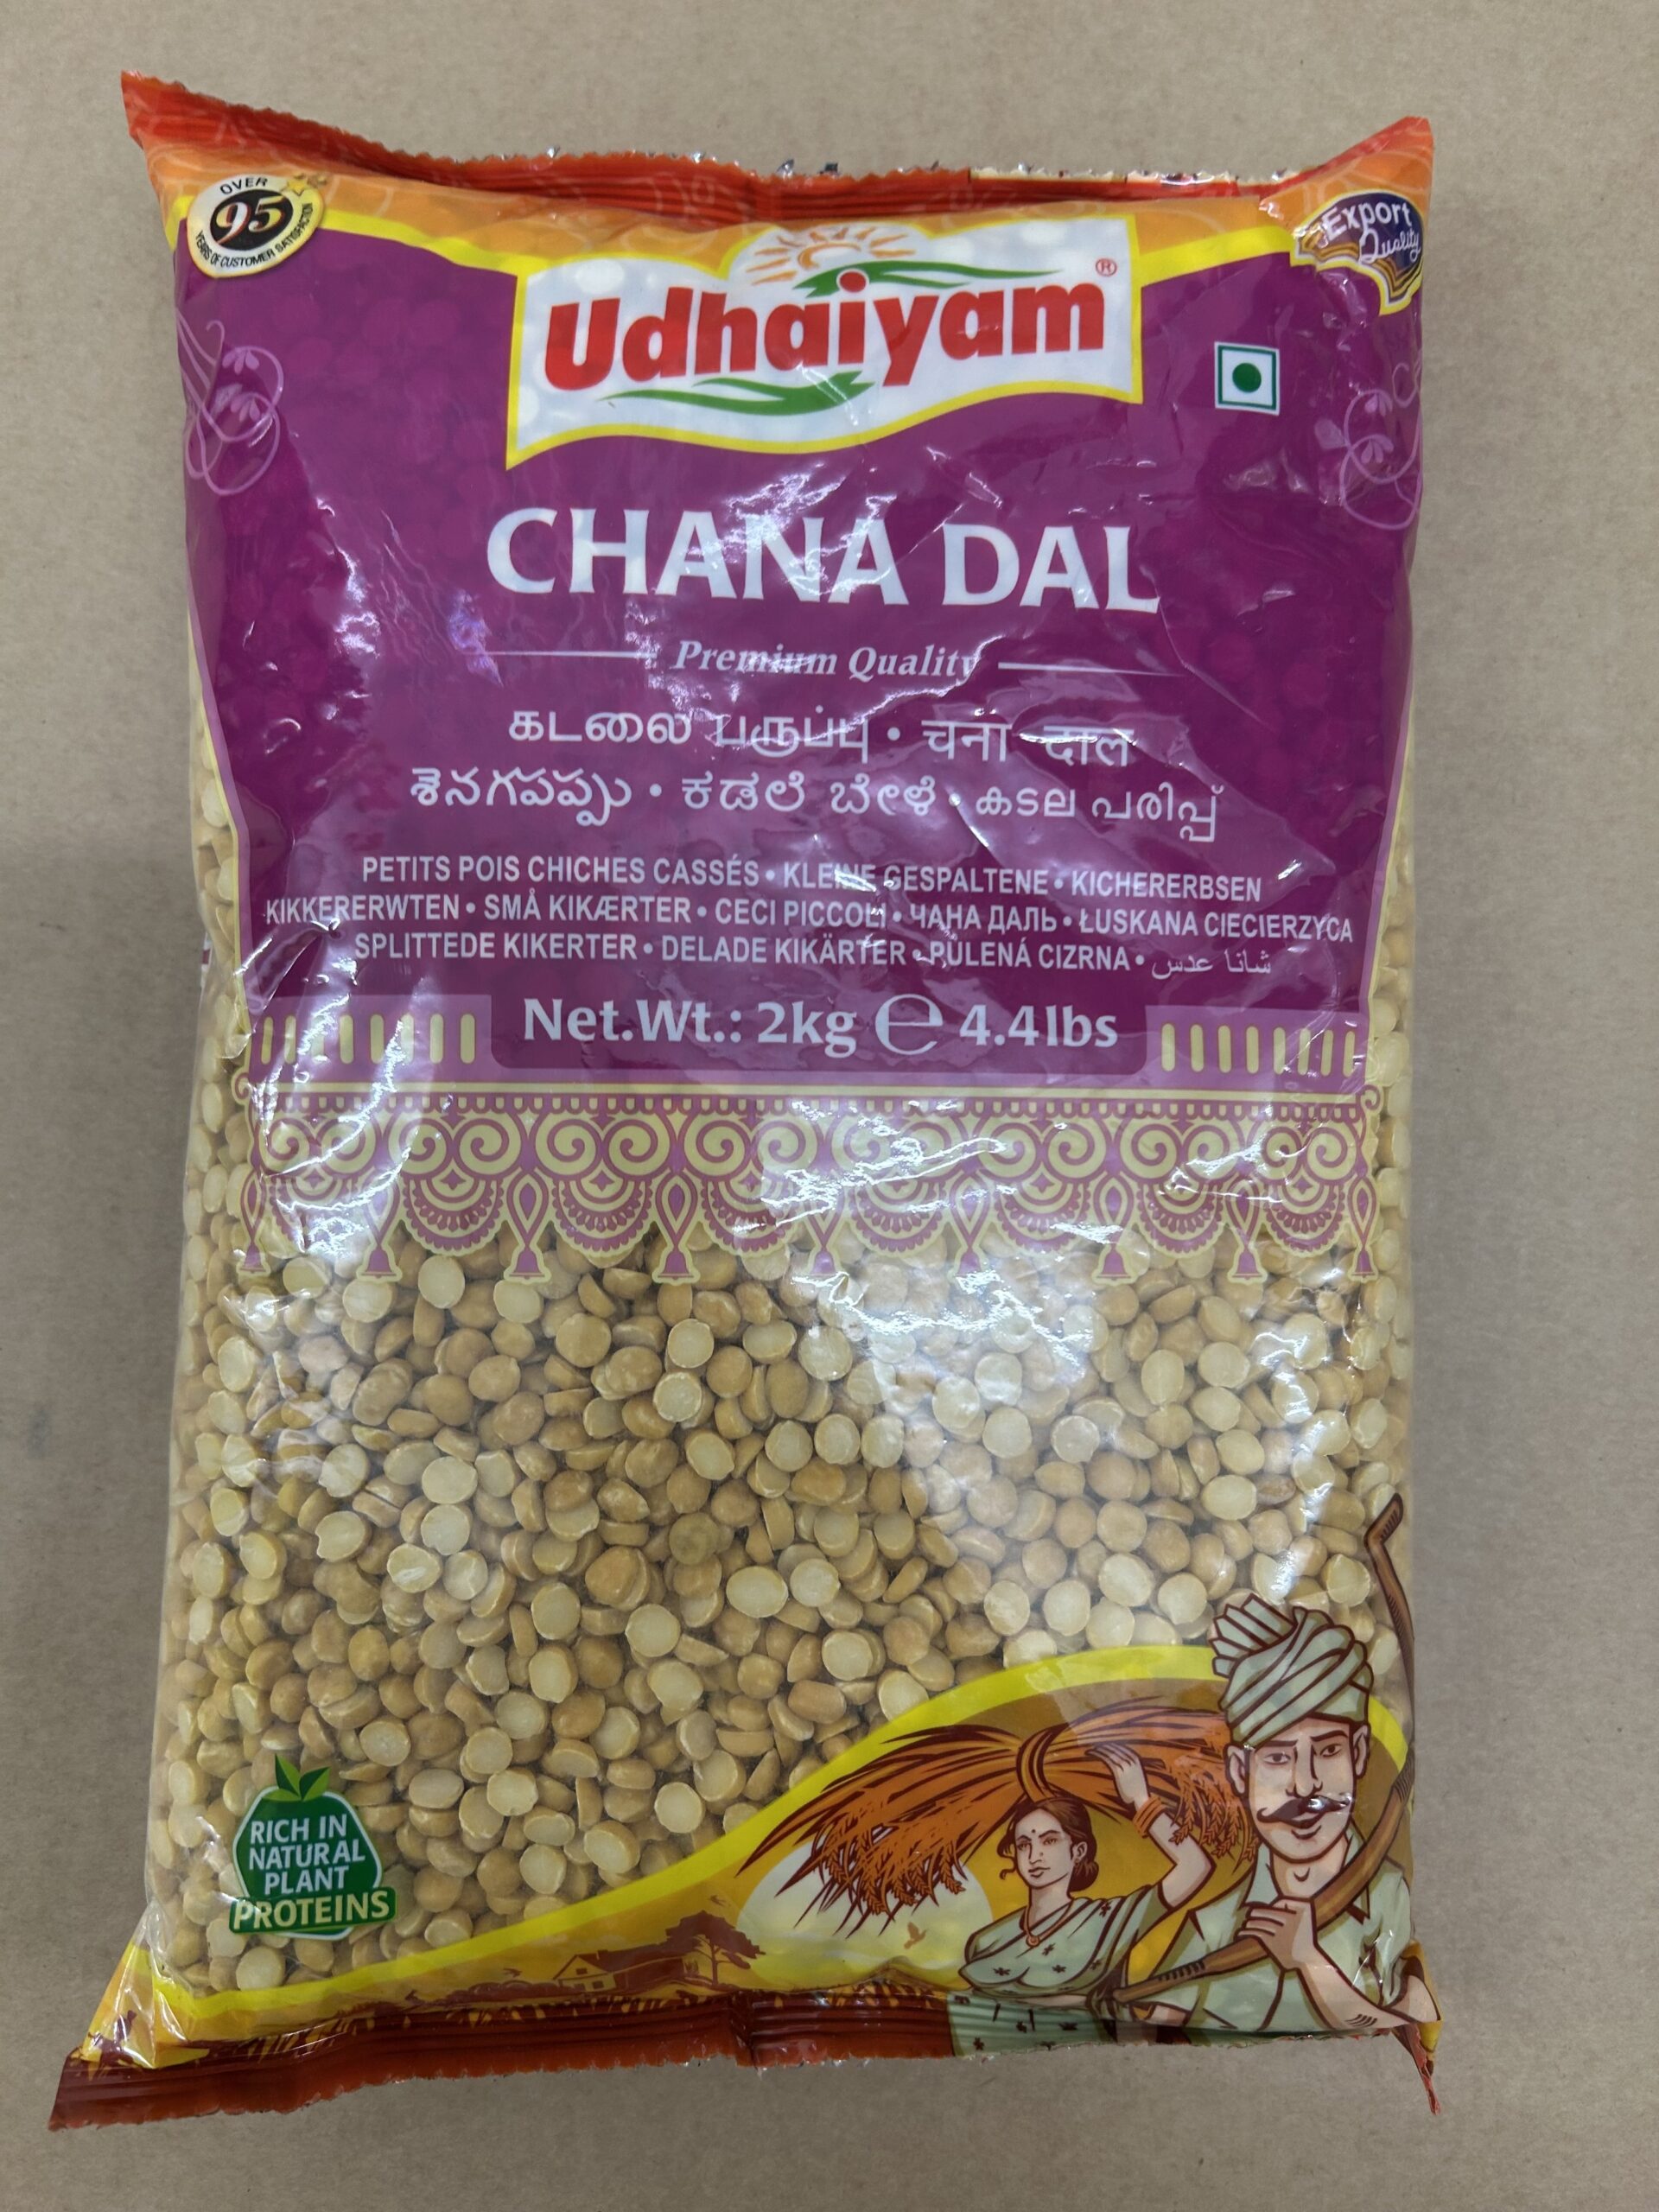 OVER
95
YEARS OF CUSTOMER SATISFACTION
Export
Quality
Udhaiyam®
CHANA DAL
Premium Quality
கடலை பருப்பு • चना दाल
శెనగపప్పు • ಕಡಲೆ ಬೇಳೆ • കടല പരിപ്പ്
PETITS POIS CHICHES CASSÉS • KLEINE GESPALTENE • KICHERERBSEN
KIKKERERWTEN • SMÅ KIKÆRTER • CECI PICCOLI • ЧАНА ДАЛЬ • ŁUSKANA CIECIERZYCA
SPLITTEDE KIKERTER • DELADE KIKÄRTER • PŮLENÁ CIZRNA • شانا عدس
Net.Wt.: 2kg ℮ 4.4lbs
RICH IN
NATURAL
PLANT
PROTEINS